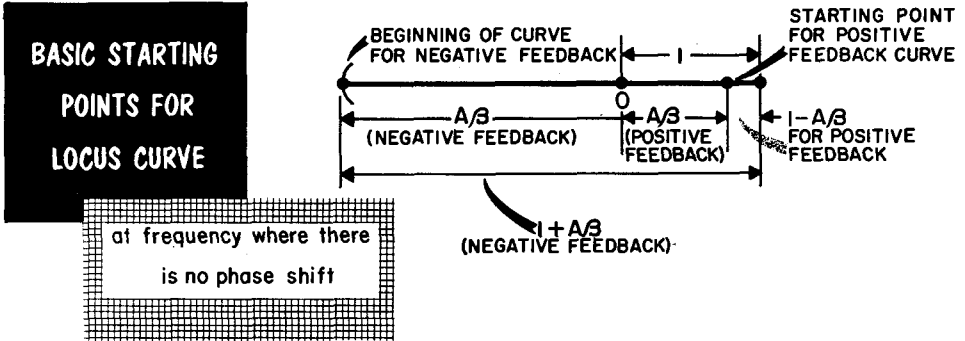 BASIC STARTING
POINTS FOR
LOCUS CURVE
at frequency where there
is no phase shift
BEGINNING OF CURVE
FOR NEGATIVE FEEDBACK
1
STARTING POINT
FOR POSITIVE
FEEDBACK CURVE
0
Aβ
(NEGATIVE FEEDBACK)
Aβ
(POSITIVE
FEEDBACK)
1-Aβ
FOR POSITIVE
FEEDBACK
1+Aβ
(NEGATIVE FEEDBACK)